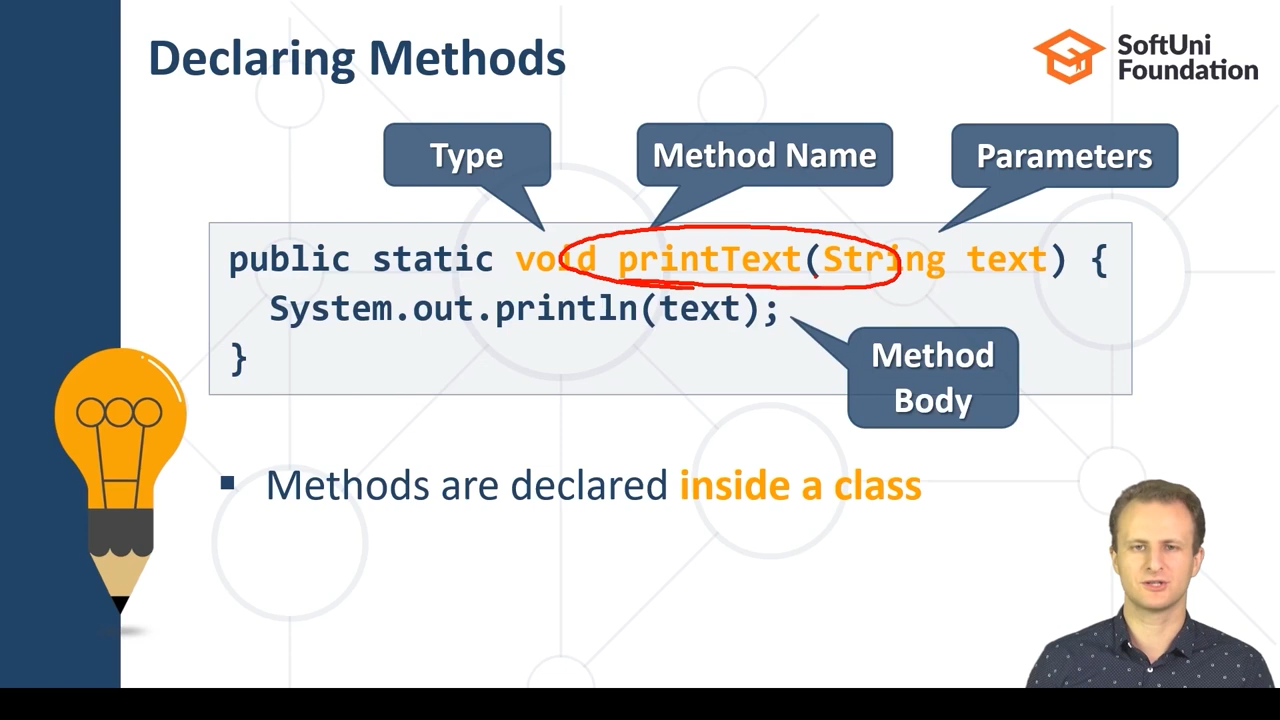 Declaring Methods
SoftUni
Foundation
Type
Method Name
Parameters
public static void printText(String text) {
System.out.println(text);
}
Method
Body
▪ Methods are declared inside a class